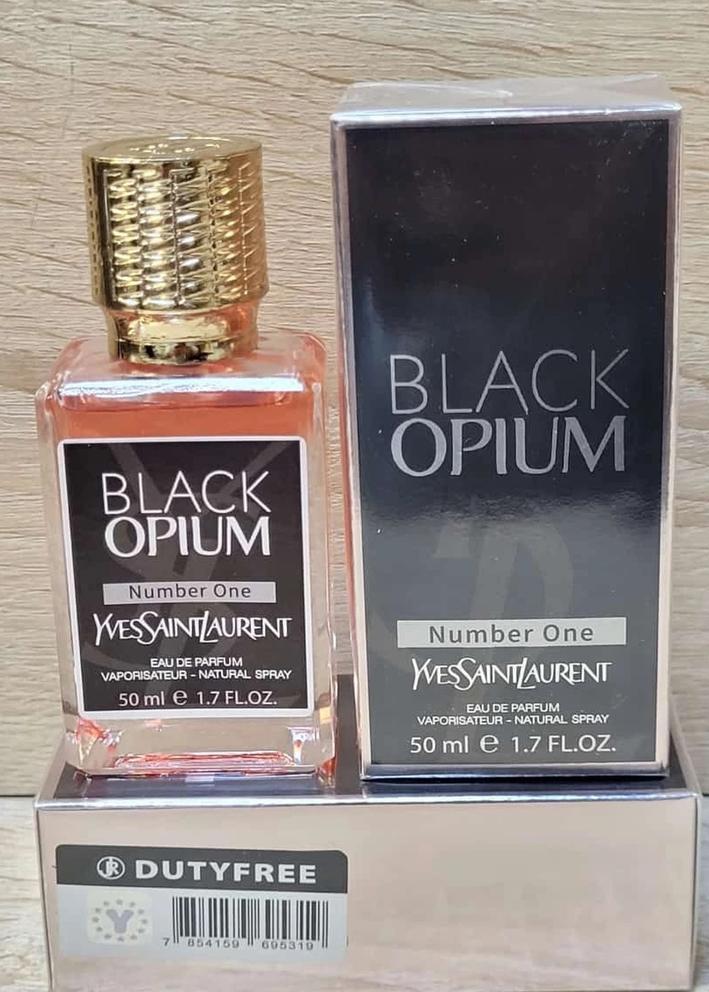 BLACK
OPIUM
Number One
YVESSAINTLAURENT
EAU DE PARFUM
VAPORISATEUR - NATURAL SPRAY
50 ml e 1.7 FL.OZ.
BLACK
OPIUM
Number One
YVESSAINTLAURENT
EAU DE PARFUM
VAPORISATEUR - NATURAL SPRAY
50 ml e 1.7 FL.OZ.
DUTYFREE
Y
7 854159 695319